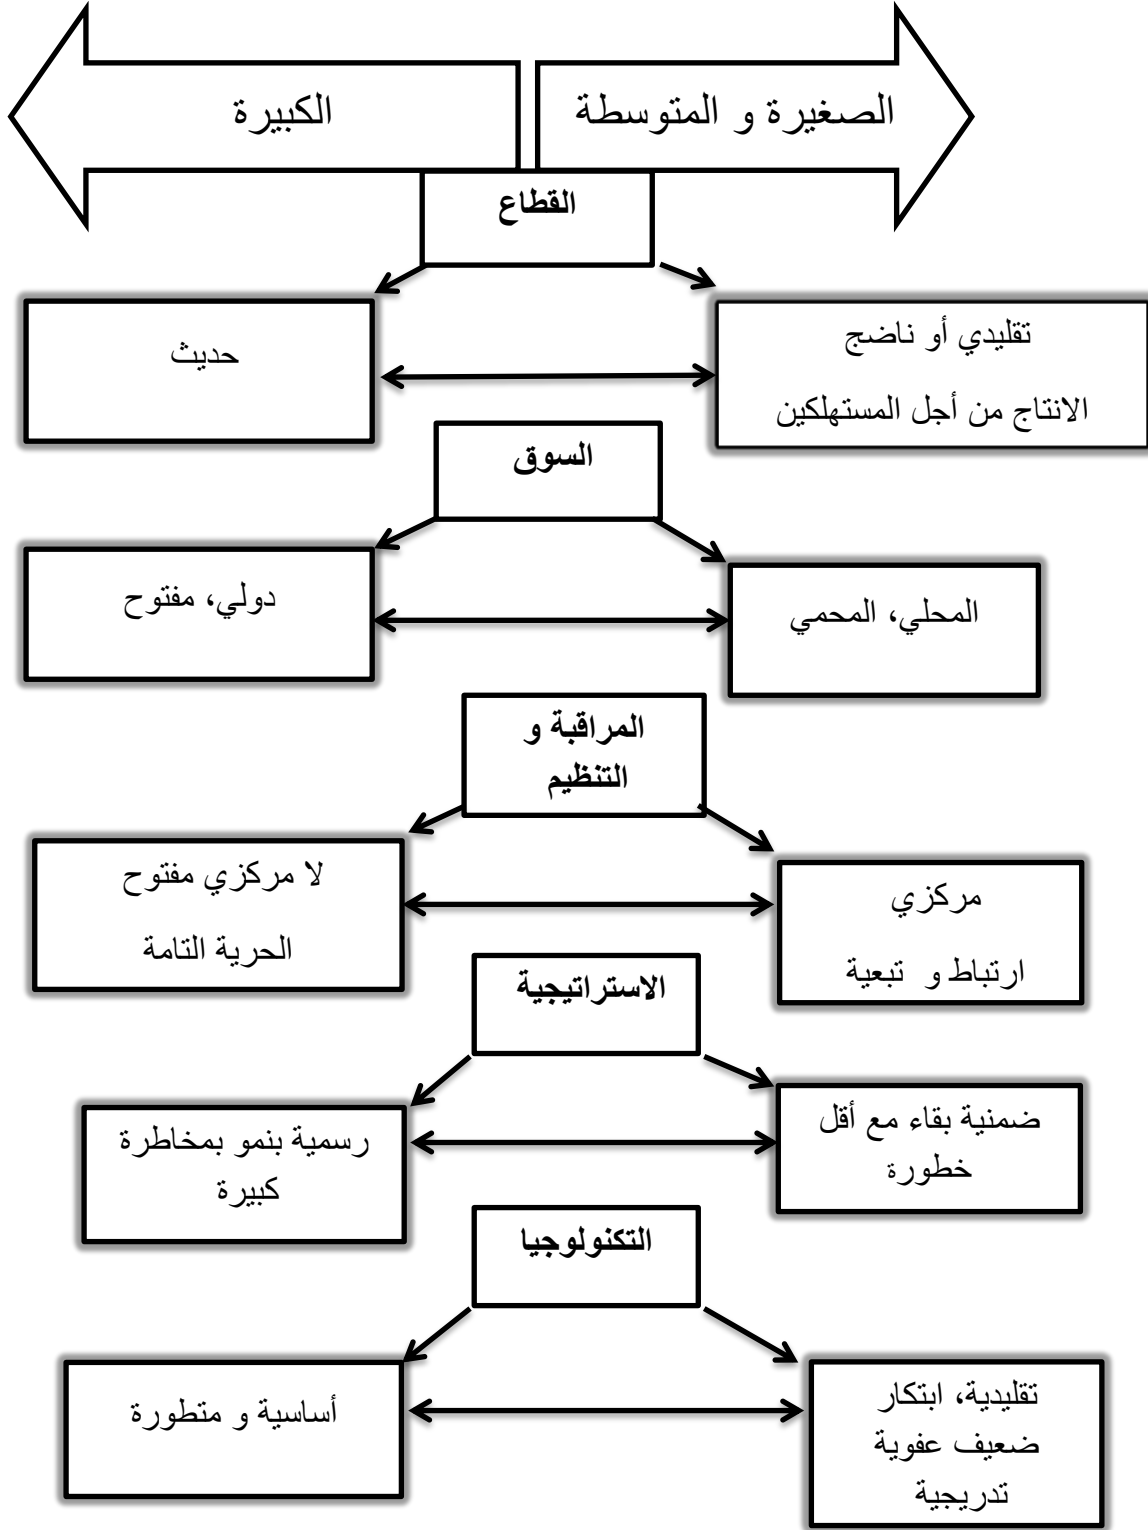 الصغيرة و المتوسطة
الكبيرة
القطاع
تقليدي أو ناضج
الانتاج من أجل المستهلكين
حديث
السوق
المحلي، المحمي
دولي، مفتوح
المراقبة و
التنظيم
مركزي
ارتباط و تبعية
لا مركزي مفتوح
الحرية التامة
الاستراتيجية
ضمنية بقاء مع أقل
خطورة
رسمية بنمو بمخاطرة
كبيرة
التكنولوجيا
تقليدية، ابتكار
ضعيف عفوية
تدريجية
أساسية و متطورة